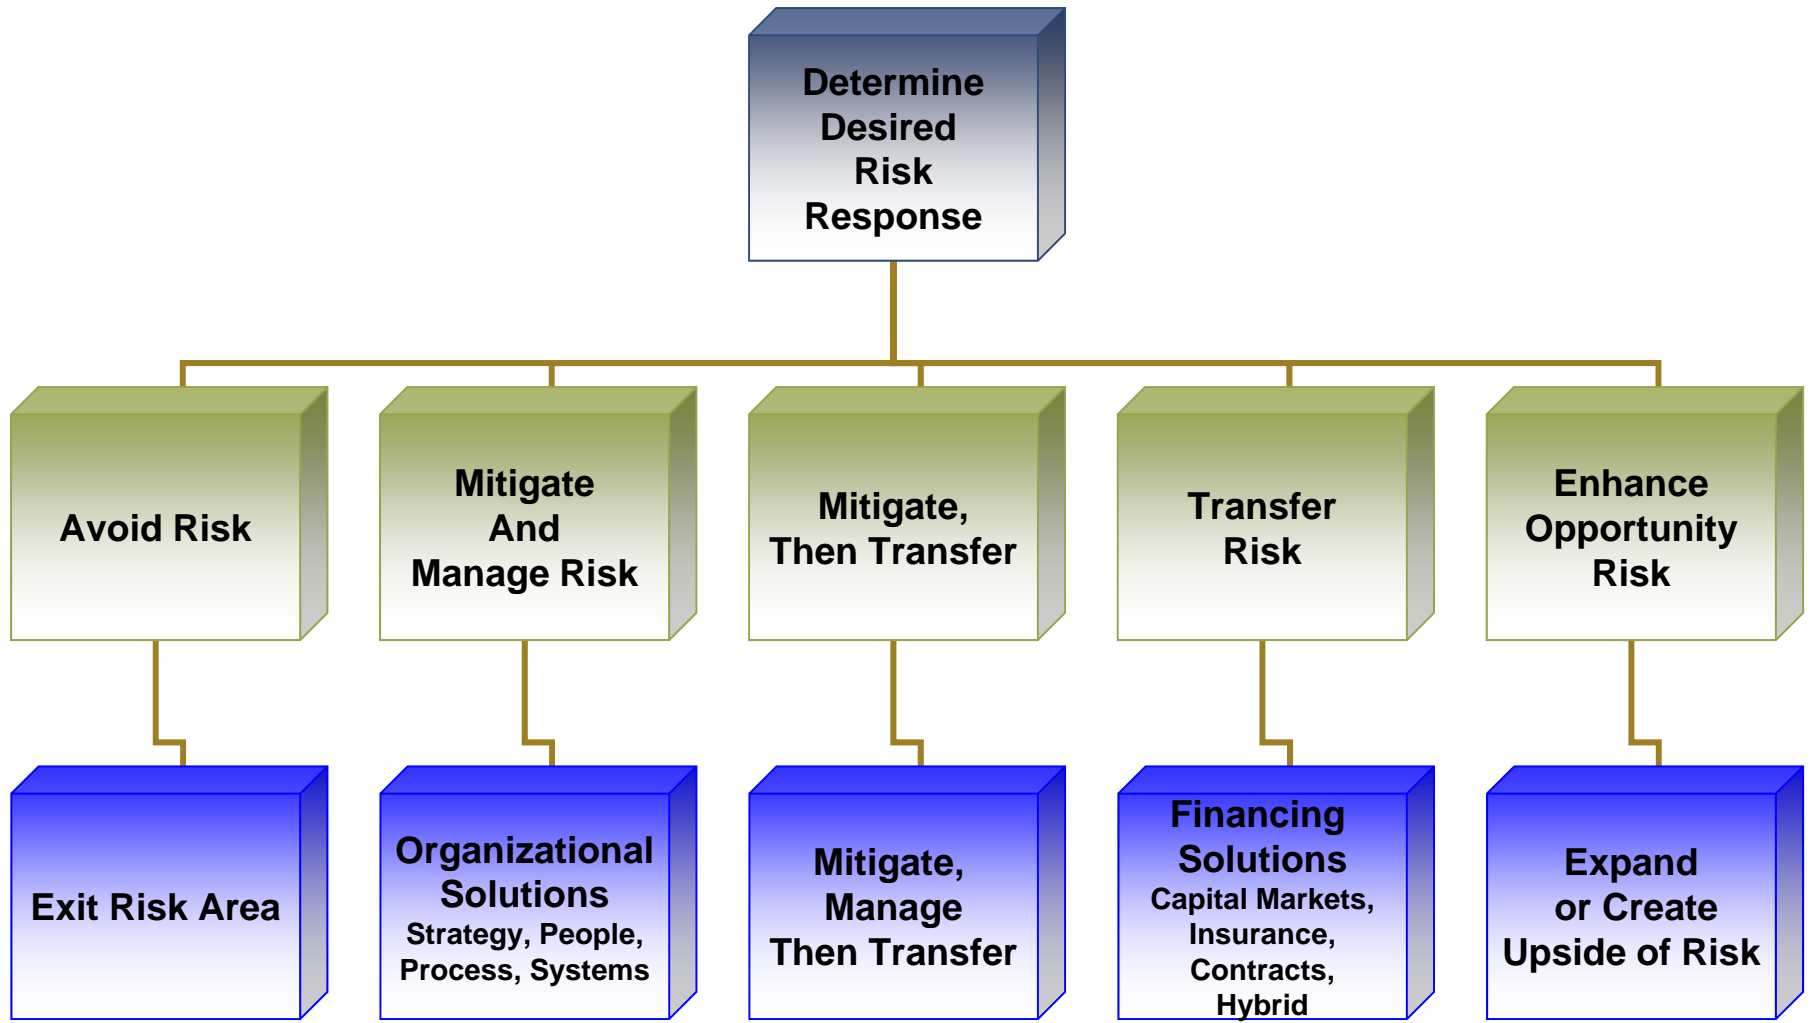 Determine
Desired
Risk
Response
Avoid Risk
Mitigate
And
Manage Risk
Mitigate,
Then Transfer
Transfer
Risk
Enhance
Opportunity
Risk
Exit Risk Area
Organizational
Solutions
Strategy, People,
Process, Systems
Mitigate,
Manage
Then Transfer
Financing
Solutions
Capital Markets,
Insurance,
Contracts,
Hybrid
Expand
or Create
Upside of Risk